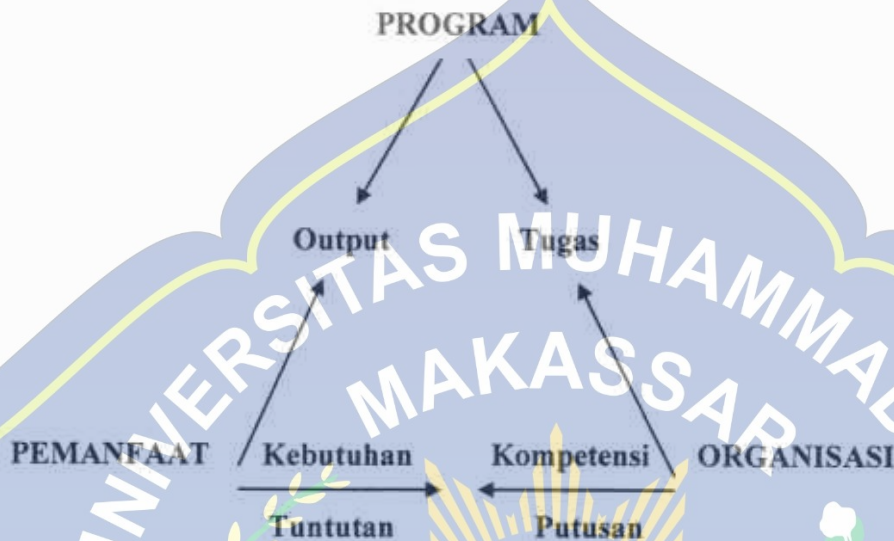 PROGRAM
Output Tugas
UNIVERSITAS MUHAMMA
MAKASSAR
PEMANFAAT Kebutuhan Kompetensi ORGANISASI
Tuntutan Putusan